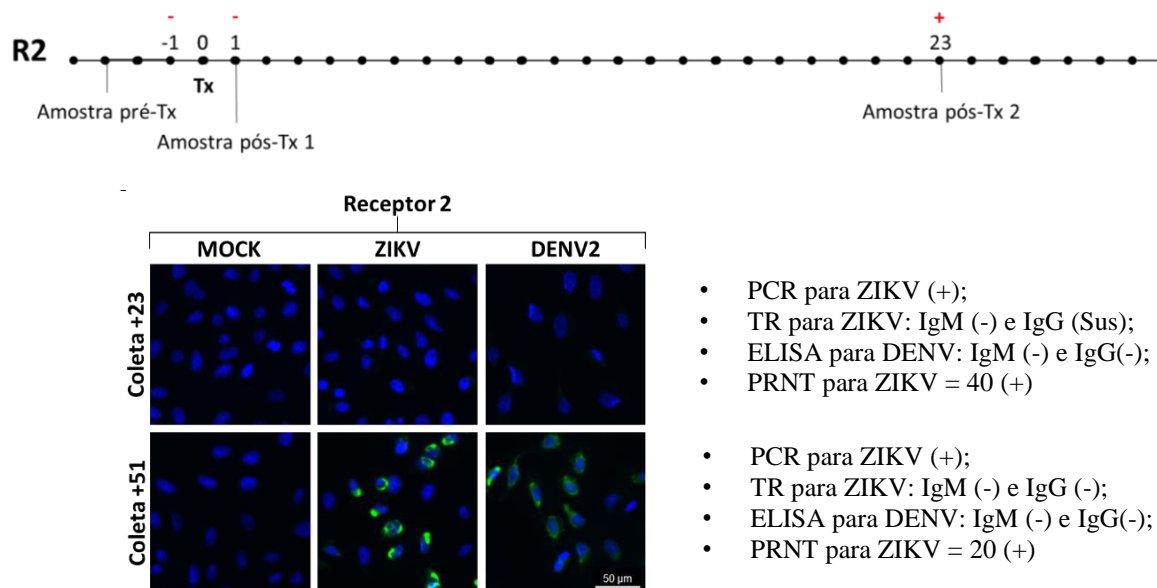 - - +
R2 -1 0 1 23
Tx
Amostra pré-Tx
Amostra pós-Tx 2
Amostra pós-Tx 1
Receptor 2
MOCK ZIKV DENV2
Coleta +23
• PCR para ZIKV (+);
• TR para ZIKV: IgM (-) e IgG (Sus);
• ELISA para DENV: IgM (-) e IgG(-);
• PRNT para ZIKV = 40 (+)
Coleta +51
• PCR para ZIKV (+);
• TR para ZIKV: IgM (-) e IgG (-);
• ELISA para DENV: IgM (-) e IgG(-);
• PRNT para ZIKV = 20 (+)
50 µm